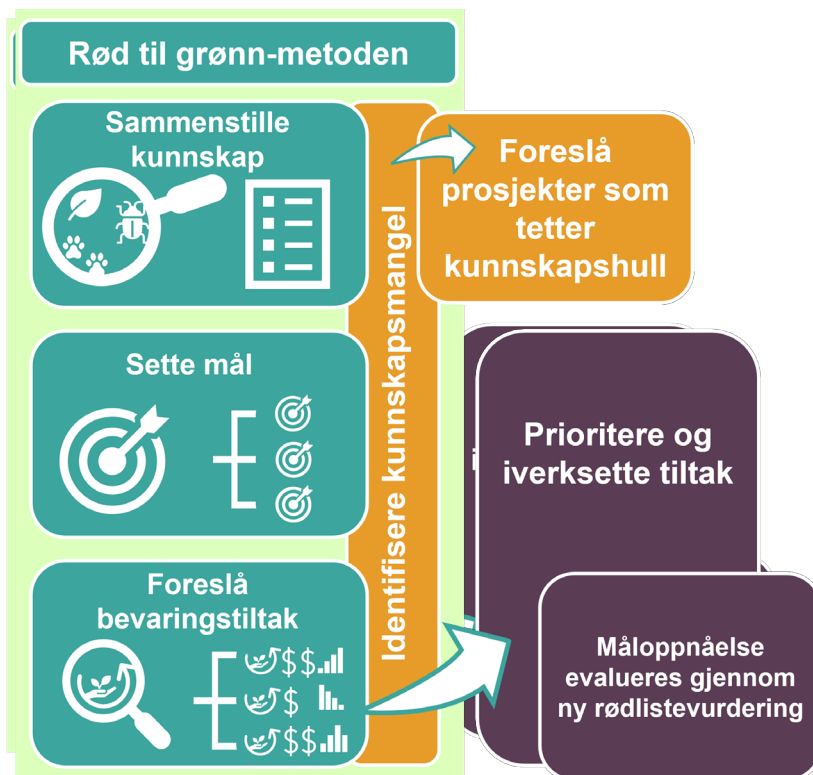 Rød til grønn-metoden
Sammenstille
kunnskap
Sette mål
Foreslå
bevaringstiltak
$$
$
$$
Identifisere kunnskapsmangel
Foreslå
prosjekter som
tetter
kunnskapshull
Prioritere og
iverksette tiltak
Måloppnåelse
evalueres gjennom
ny rødlistevurdering